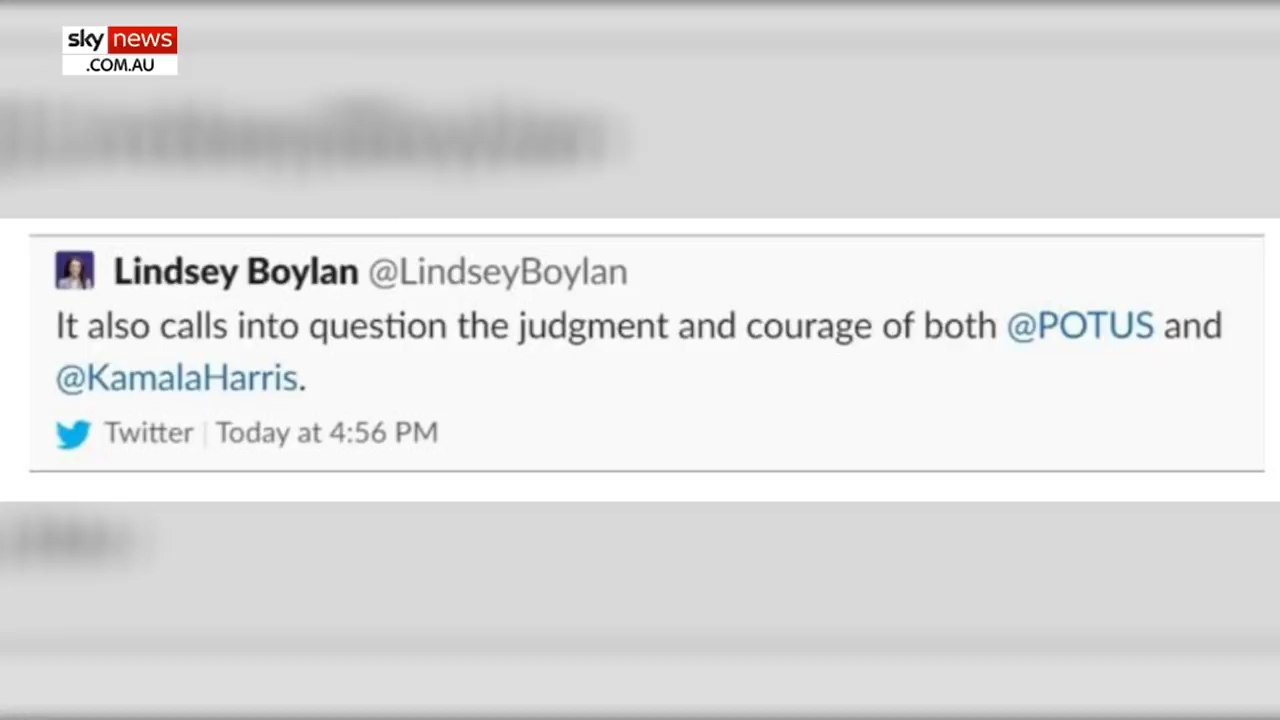 sky news
.COM.AU
Lindsey Boylan @LindseyBoylan
It also calls into question the judgment and courage of both @POTUS and
@KamalaHarris.
Twitter | Today at 4:56 PM